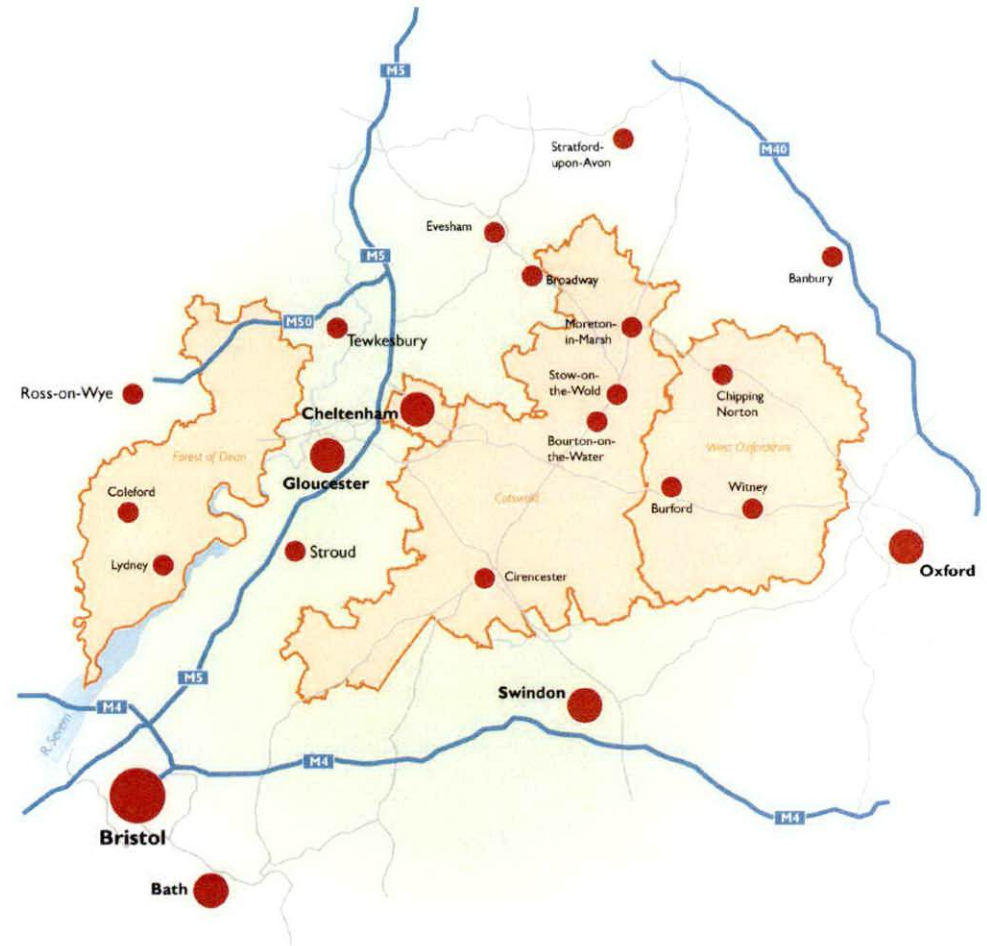 M5
Stratford-
upon-Avon
M40
Evesham
M5
Banbury
Broadway
M50
Tewkesbury
Moreton-
in-Marsh
Ross-on-Wye
Stow-on-
the-Wold
Chipping
Norton
Cheltenham
Bourton-on-
the-Water
West Oxfordshire
Forest of Dean
Gloucester
Coleford
Cotswold
Burford
Witney
Stroud
Lydney
Cirencester
Oxford
M5
Swindon
M4
R. Severn
M4
M4
Bristol
Bath